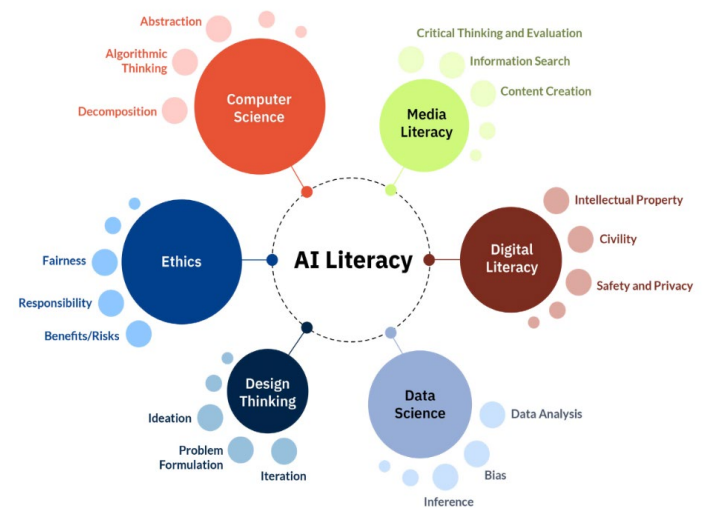 Abstraction
Algorithmic
Thinking
Decomposition
Computer
Science
Critical Thinking and Evaluation
Information Search
Content Creation
Media
Literacy
Intellectual Property
Civility
Safety and Privacy
Digital
Literacy
AI Literacy
Ethics
Fairness
Responsibility
Benefits/Risks
Design
Thinking
Ideation
Problem
Formulation
Iteration
Data
Science
Data Analysis
Bias
Inference